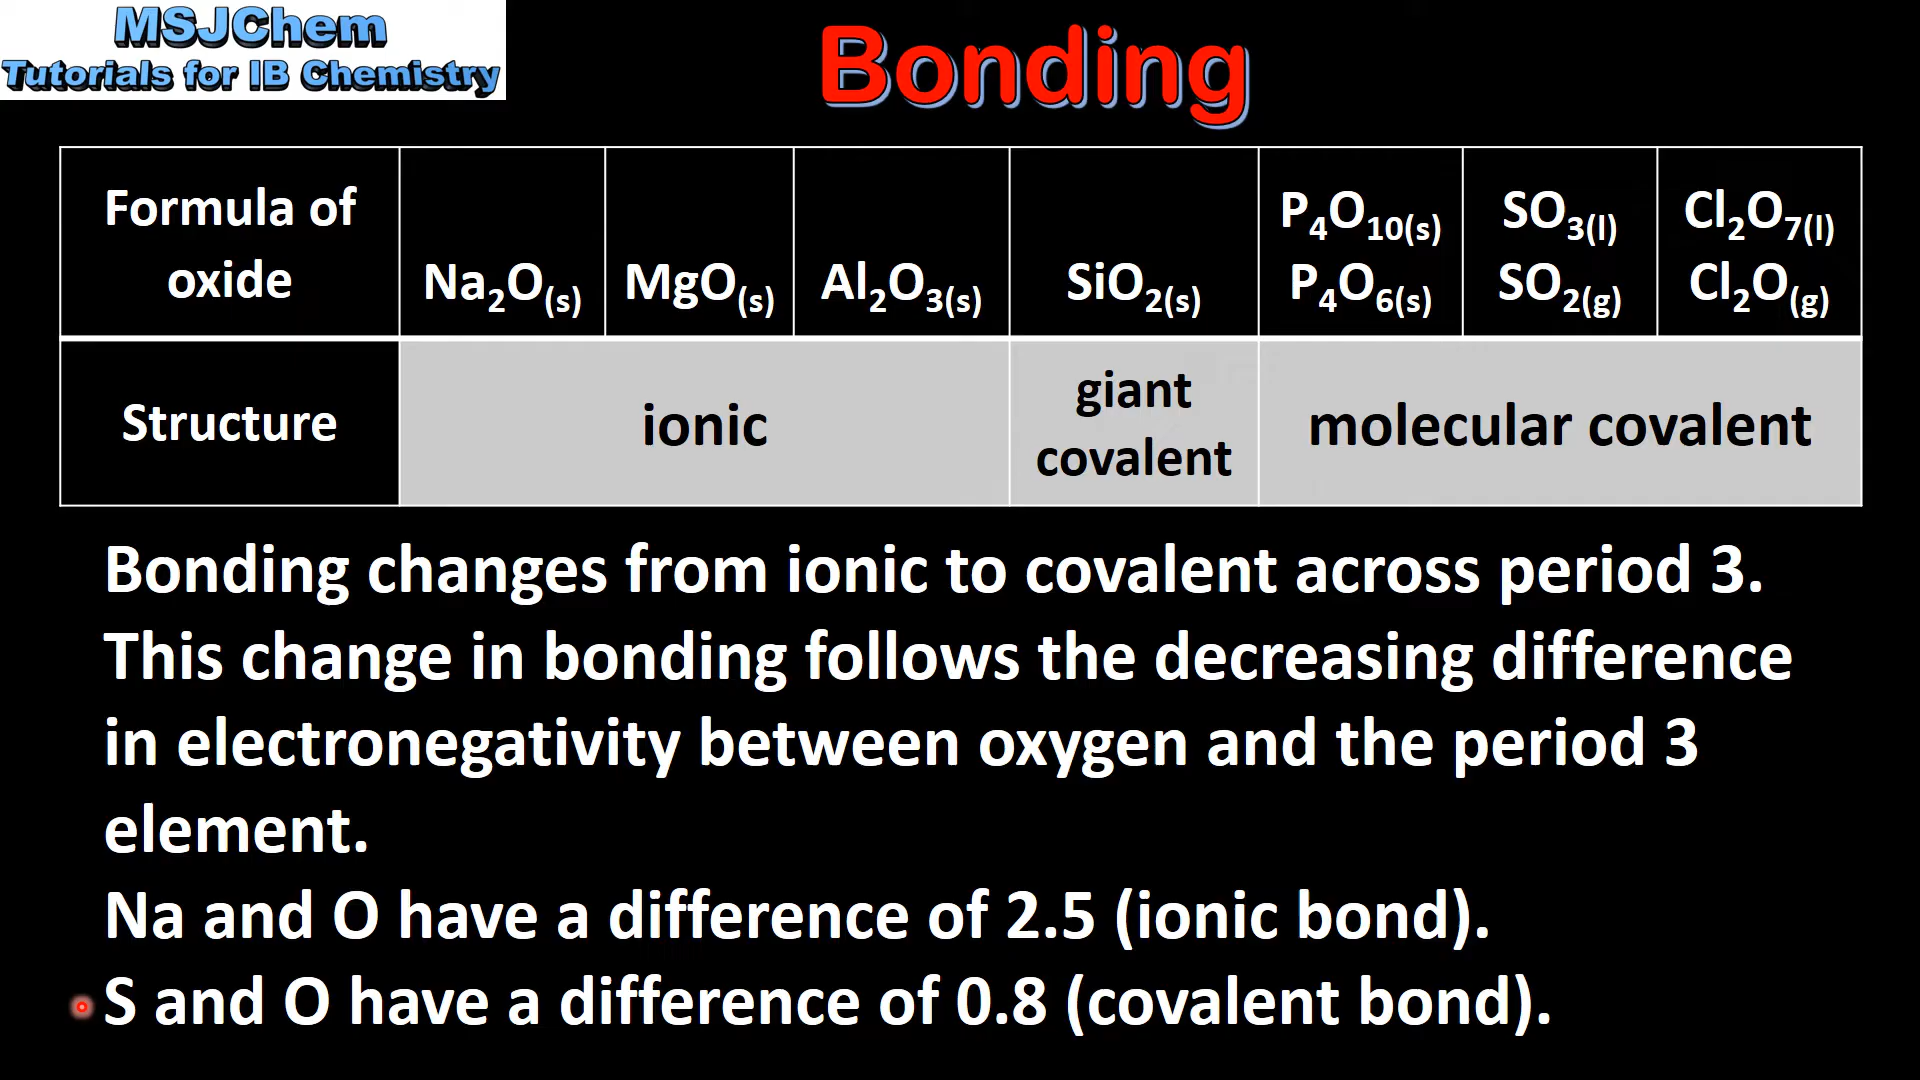 MSJChem
Tutorials for IB Chemistry
Bonding
Formula of oxide
Na₂O(s)
MgO(s)
Al₂O₃(s)
SiO₂(s)
P₄O₁₀(s)
P₄O₆(s)
SO₃(l)
SO₂(g)
Cl₂O₇(l)
Cl₂O(g)
Structure
ionic
giant
covalent
molecular covalent
Bonding changes from ionic to covalent across period 3.
This change in bonding follows the decreasing difference
in electronegativity between oxygen and the period 3
element.
Na and O have a difference of 2.5 (ionic bond).
S and O have a difference of 0.8 (covalent bond).